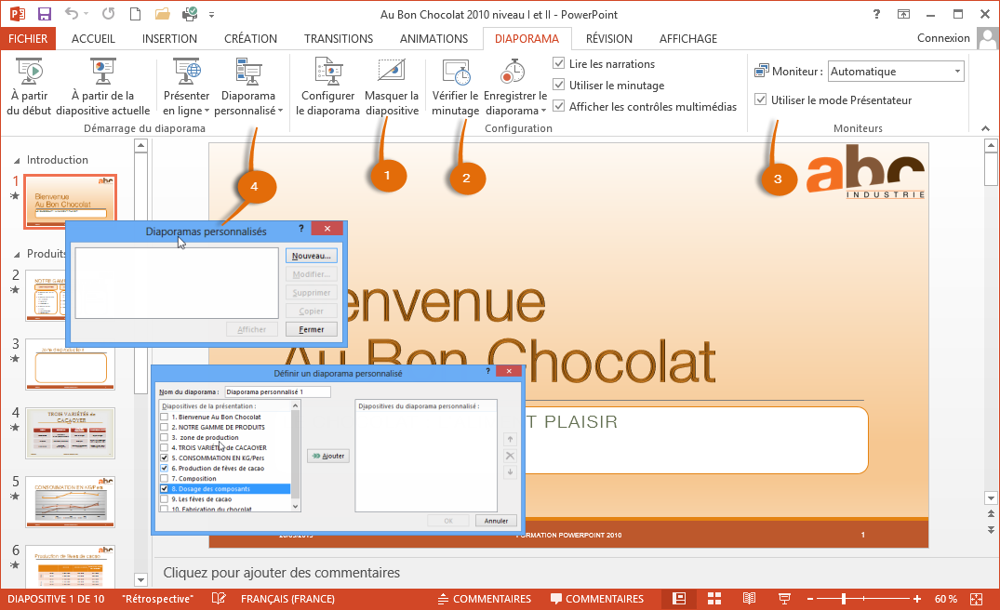 Au Bon Chocolat 2010 niveau I et II - PowerPoint
FICHIER ACCUEIL INSERTION CRÉATION TRANSITIONS ANIMATIONS DIAPORAMA RÉVISION AFFICHAGE Connexion
À partir du début
À partir de la diapositive actuelle
Présenter en ligne
Diaporama personnalisé
Configurer le diaporama
Masquer la diapositive
Vérifier le minutage
Enregistrer le diaporama
Lire les narrations
Utiliser le minutage
Afficher les contrôles multimédias
Moniteur : Automatique
Utiliser le mode Présentateur
Démarrage du diaporama
Configuration
Moniteurs
4
1
2
3
Introduction
1
abc
Bienvenue
Au Bon Chocolat
Produits
2
3
zone de production
4
TROIS VARIÉTÉS de
CACAOYER
5
abc
CONSOMMATION EN KG/Pers
6
abc
Production de fèves de cacao
abc
INDUSTRIE
envenue
Au Bon Chocolat
T PLAISIR
FORMATION POWERPOINT 2010
1
Diaporamas personnalisés
?
Nouveau...
Modifier...
Supprimer
Copier
Afficher
Fermer
Définir un diaporama personnalisé
?
Nom du diaporama : Diaporama personnalisé 1
Diapositives de la présentation :
1. Bienvenue Au Bon Chocolat
2. NOTRE GAMME DE PRODUITS
3. zone de production
4. TROIS VARIÉTÉ de CACAOYER
5. CONSOMMATION EN KG/Pers
6. Production de fèves de cacao
7. Composition
8. Dosage des composants
9. Les fèves de cacao
10. Fabrication du chocolat
Ajouter
Diapositives du diaporama personnalisé :
OK
Annuler
Cliquez pour ajouter des commentaires
DIAPOSITIVE 1 DE 10 "Rétrospective" FRANÇAIS (FRANCE) COMMENTAIRES COMMENTAIRES 60 %